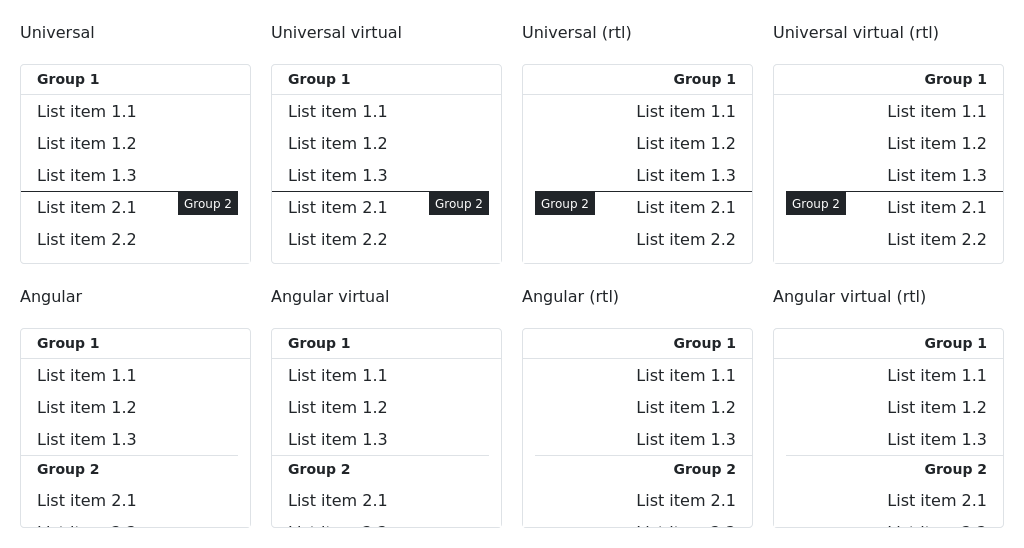 Universal
Group 1
List item 1.1
List item 1.2
List item 1.3
Group 2
List item 2.1
List item 2.2
Universal virtual
Group 1
List item 1.1
List item 1.2
List item 1.3
Group 2
List item 2.1
List item 2.2
Universal (rtl)
Group 1
List item 1.1
List item 1.2
List item 1.3
Group 2
List item 2.1
List item 2.2
Universal virtual (rtl)
Group 1
List item 1.1
List item 1.2
List item 1.3
Group 2
List item 2.1
List item 2.2
Angular
Group 1
List item 1.1
List item 1.2
List item 1.3
Group 2
List item 2.1
Angular virtual
Group 1
List item 1.1
List item 1.2
List item 1.3
Group 2
List item 2.1
Angular (rtl)
Group 1
List item 1.1
List item 1.2
List item 1.3
Group 2
List item 2.1
Angular virtual (rtl)
Group 1
List item 1.1
List item 1.2
List item 1.3
Group 2
List item 2.1